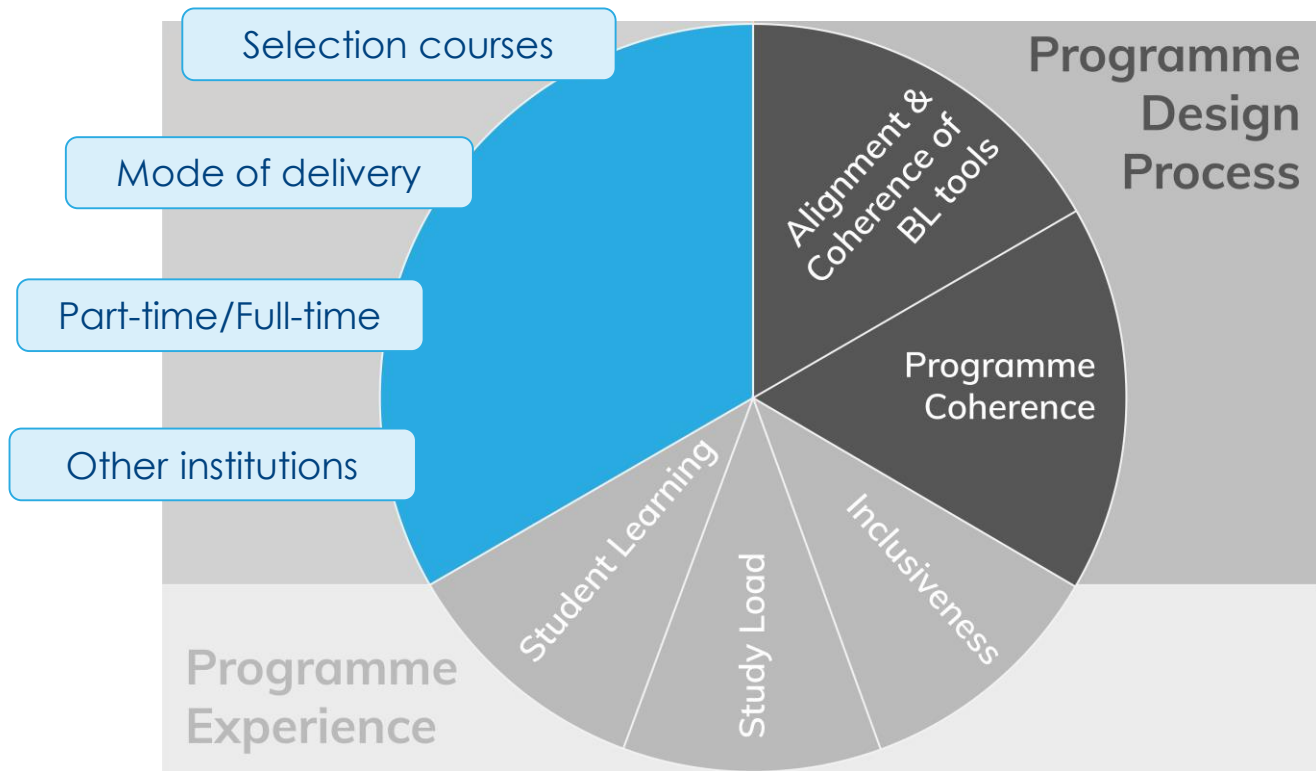 Selection courses
Mode of delivery
Part-time/Full-time
Other institutions
Programme
Design
Process
Alignment &
Coherence of
BL tools
Programme
Coherence
Inclusiveness
Study Load
Student Learning
Programme
Experience